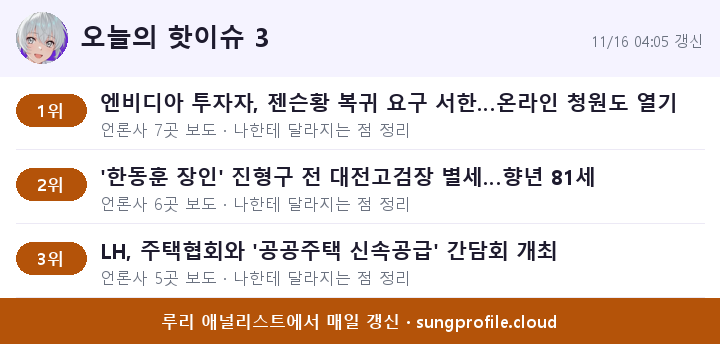 오늘의 핫이슈 3
11/16 04:05 갱신
1위
엔비디아 투자자, 젠슨황 복귀 요구 서한…온라인 청원도 열기
언론사 7곳 보도 · 나한테 달라지는 점 정리
2위
'한동훈 장인' 진형구 전 대전고검장 별세…향년 81세
언론사 6곳 보도 · 나한테 달라지는 점 정리
3위
LH, 주택협회와 '공공주택 신속공급' 간담회 개최
언론사 5곳 보도 · 나한테 달라지는 점 정리
루리 애널리스트에서 매일 갱신 · sungprofile.cloud